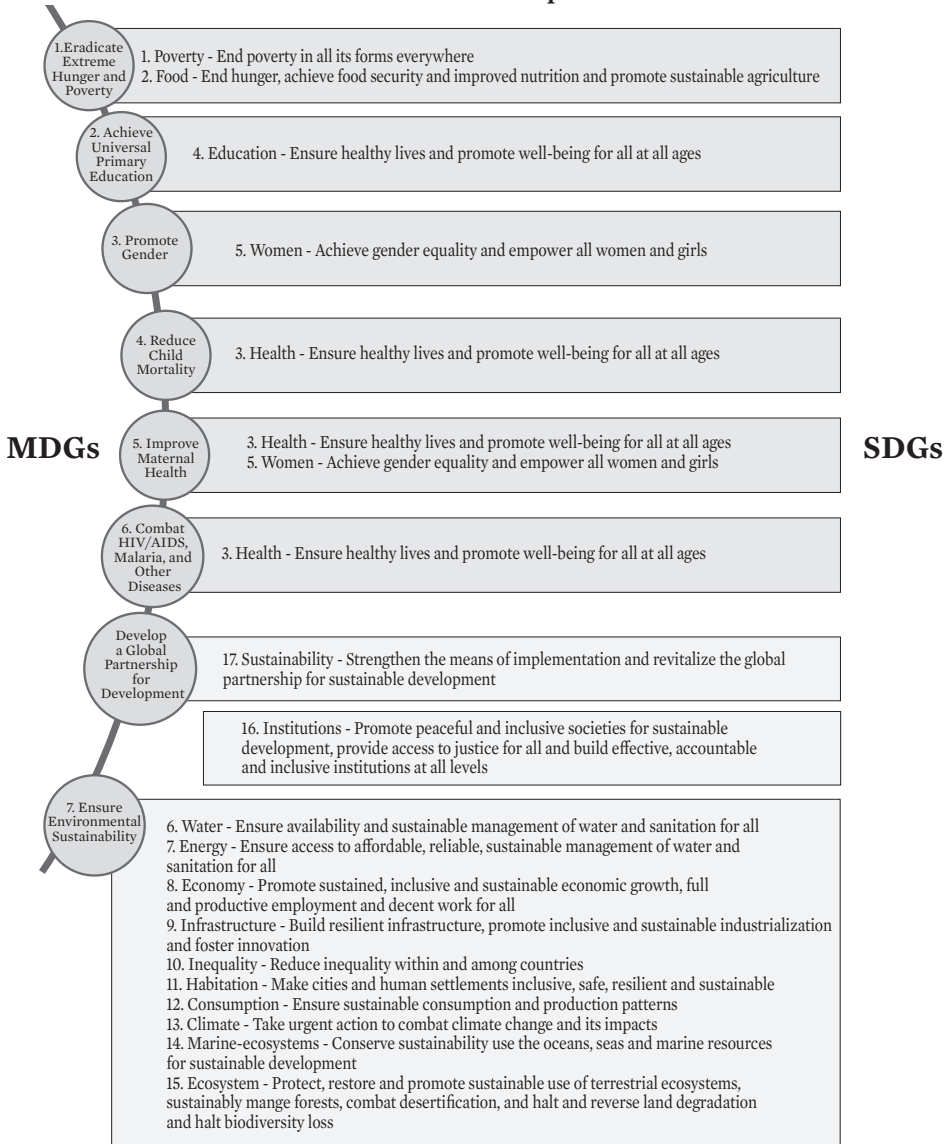 1.Eradicate
Extreme
Hunger and
Poverty
1. Poverty - End poverty in all its forms everywhere
2. Food - End hunger, achieve food security and improved nutrition and promote sustainable agriculture
2. Achieve
Universal
Primary
Education
4. Education - Ensure healthy lives and promote well-being for all at all ages
3. Promote
Gender
5. Women - Achieve gender equality and empower all women and girls
4. Reduce
Child
Mortality
3. Health - Ensure healthy lives and promote well-being for all at all ages
MDGs
5. Improve
Maternal
Health
3. Health - Ensure healthy lives and promote well-being for all at all ages
5. Women - Achieve gender equality and empower all women and girls
SDGs
6. Combat
HIV/AIDS,
Malaria, and
Other
Diseases
3. Health - Ensure healthy lives and promote well-being for all at all ages
Develop
a Global
Partnership
for
Development
17. Sustainability - Strengthen the means of implementation and revitalize the global
partnership for sustainable development
16. Institutions - Promote peaceful and inclusive societies for sustainable
development, provide access to justice for all and build effective, accountable
and inclusive institutions at all levels
7. Ensure
Environmental
Sustainability
6. Water - Ensure availability and sustainable management of water and sanitation for all
7. Energy - Ensure access to affordable, reliable, sustainable management of water and
sanitation for all
8. Economy - Promote sustained, inclusive and sustainable economic growth, full
and productive employment and decent work for all
9. Infrastructure - Build resilient infrastructure, promote inclusive and sustainable industrialization
and foster innovation
10. Inequality - Reduce inequality within and among countries
11. Habitation - Make cities and human settlements inclusive, safe, resilient and sustainable
12. Consumption - Ensure sustainable consumption and production patterns
13. Climate - Take urgent action to combat climate change and its impacts
14. Marine-ecosystems - Conserve sustainability use the oceans, seas and marine resources
for sustainable development
15. Ecosystem - Protect, restore and promote sustainable use of terrestrial ecosystems,
sustainably mange forests, combat desertification, and halt and reverse land degradation
and halt biodiversity loss